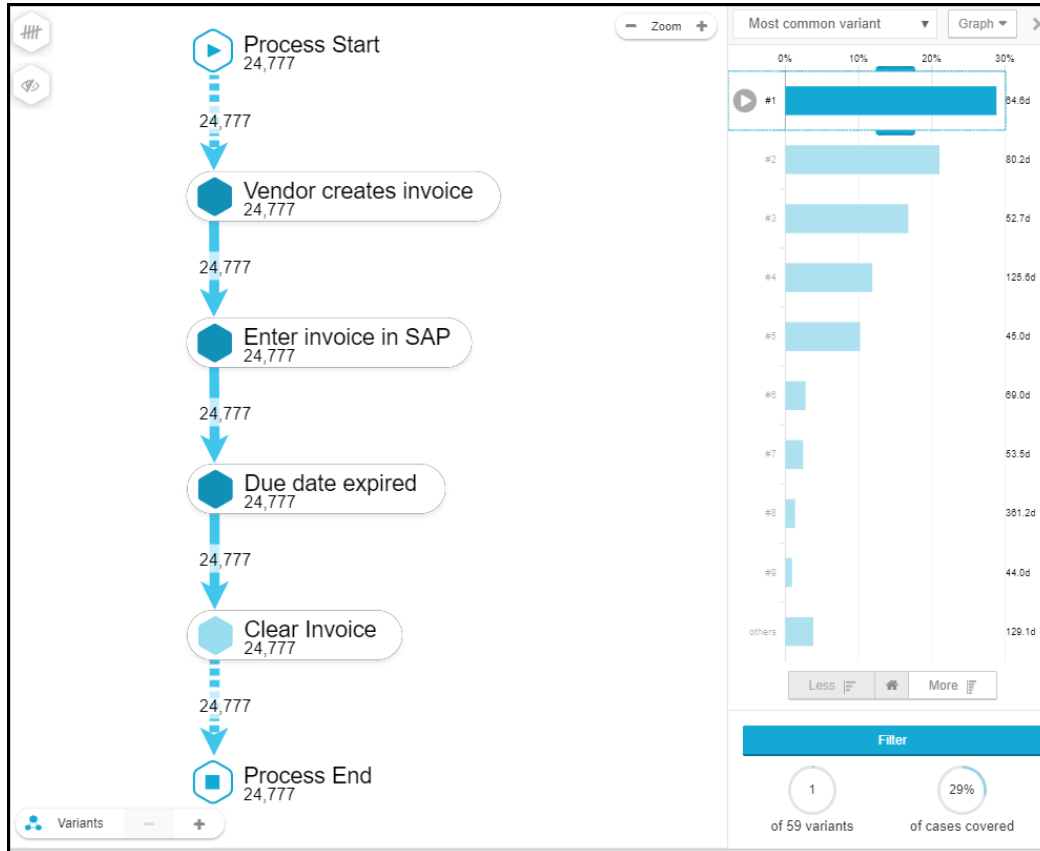 Process Start
24,777
24,777
Vendor creates invoice
24,777
24,777
Enter invoice in SAP
24,777
24,777
Due date expired
24,777
24,777
Clear Invoice
24,777
24,777
Process End
24,777
Variants
Zoom
Most common variant
Graph
0% 10% 20% 30%
#1 64.6d
#2 80.2d
#3 52.7d
#4 125.6d
#5 45.0d
#6 69.0d
#7 53.5d
#8 361.2d
#9 44.0d
others 129.1d
Less
More
Filter
1
of 59 variants
29%
of cases covered